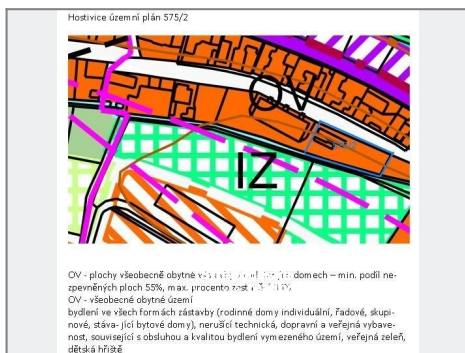 Hostivice územní plán 575/2
OV
IZ
OV - plochy všeobecně obytné v domech – min. podíl ne-
zpevněných ploch 55%, max. procento
OV - všeobecné obytné území
bydlení ve všech formách zástavby (rodinné domy individuální, řadové, skupi-
nové, stáva- jící bytové domy), nerušící technická, dopravní a veřejná vybave-
nost, související s obsluhou a kvalitou bydlení vymezeného území, veřejná zeleň,
dětská hřiště